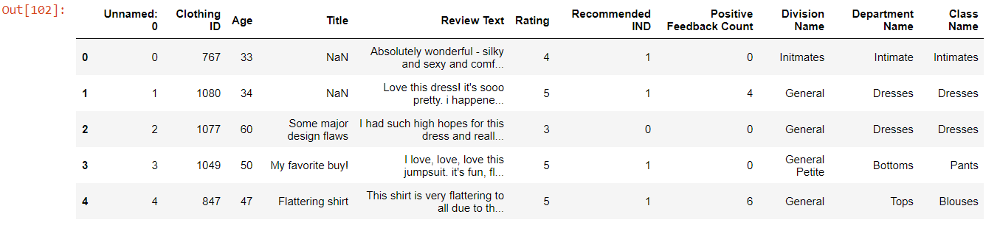 Out[102]:
Unnamed: 0 Clothing ID Age Title Review Text Rating Recommended IND Positive Feedback Count Division Name Department Name Class Name
0 0 767 33 NaN Absolutely wonderful - silky and sexy and comf... 4 1 0 Initmates Intimate Intimates
1 1 1080 34 NaN Love this dress! it's sooo pretty. i happene... 5 1 4 General Dresses Dresses
2 2 1077 60 Some major design flaws I had such high hopes for this dress and reall... 3 0 0 General Dresses Dresses
3 3 1049 50 My favorite buy! I love, love, love this jumpsuit. it's fun, fl... 5 1 0 General Petite Bottoms Pants
4 4 847 47 Flattering shirt This shirt is very flattering to all due to th... 5 1 6 General Tops Blouses